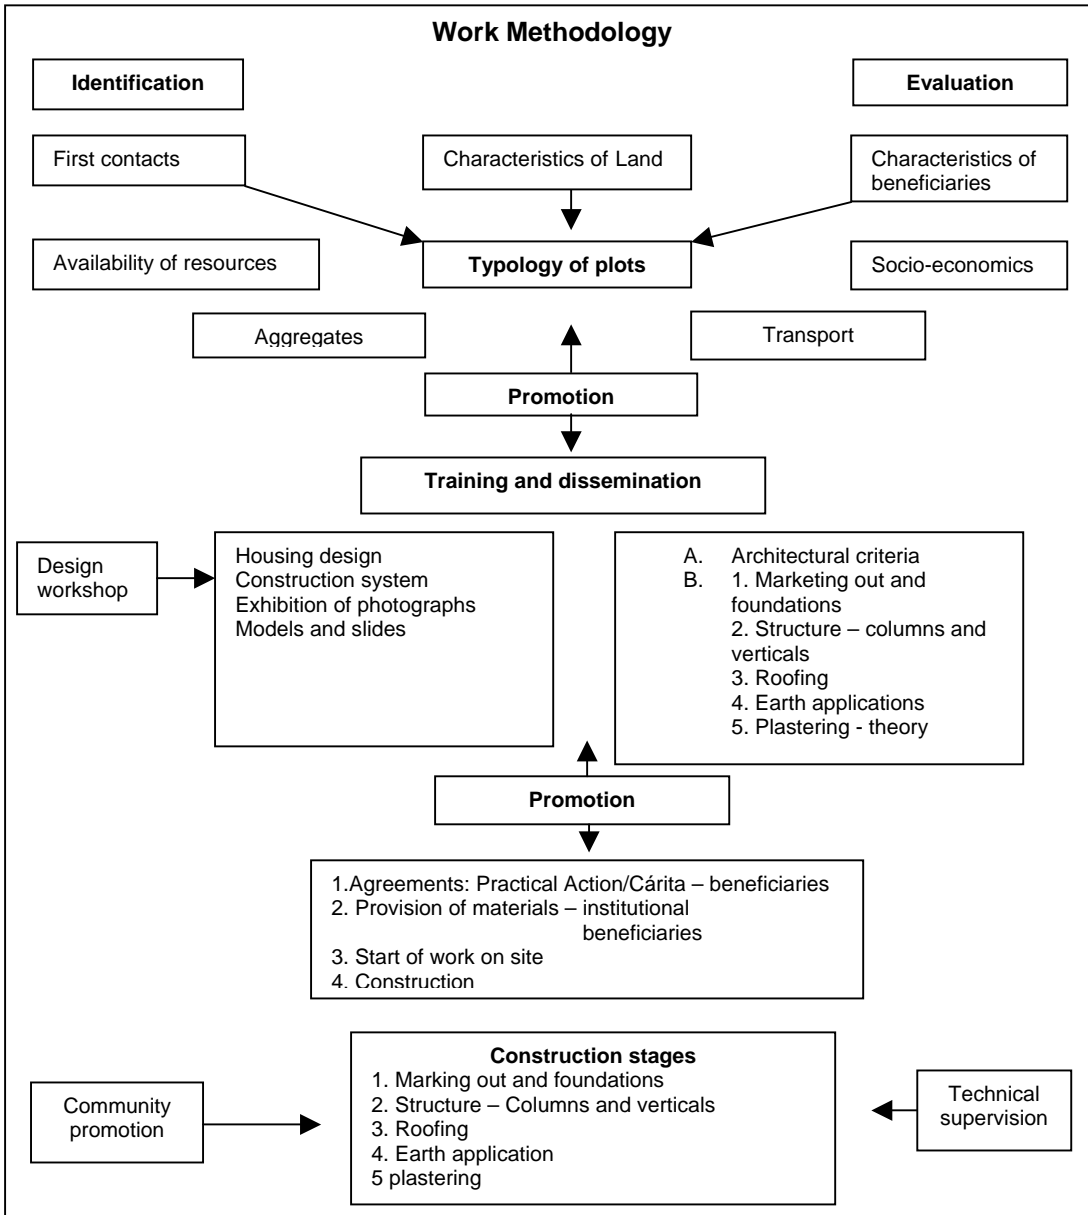 Work Methodology
Identification
Evaluation
First contacts
Characteristics of Land
Characteristics of
beneficiaries
Availability of resources
Typology of plots
Socio-economics
Aggregates
Transport
Promotion
Training and dissemination
Design
workshop
Housing design
Construction system
Exhibition of photographs
Models and slides
A. Architectural criteria
B. 1. Marketing out and
foundations
2. Structure – columns and
verticals
3. Roofing
4. Earth applications
5. Plastering - theory
Promotion
1.Agreements: Practical Action/Cárita – beneficiaries
2. Provision of materials – institutional
beneficiaries
3. Start of work on site
4. Construction
Construction stages
1. Marking out and foundations
2. Structure – Columns and verticals
3. Roofing
4. Earth application
5 plastering
Community
promotion
Technical
supervision